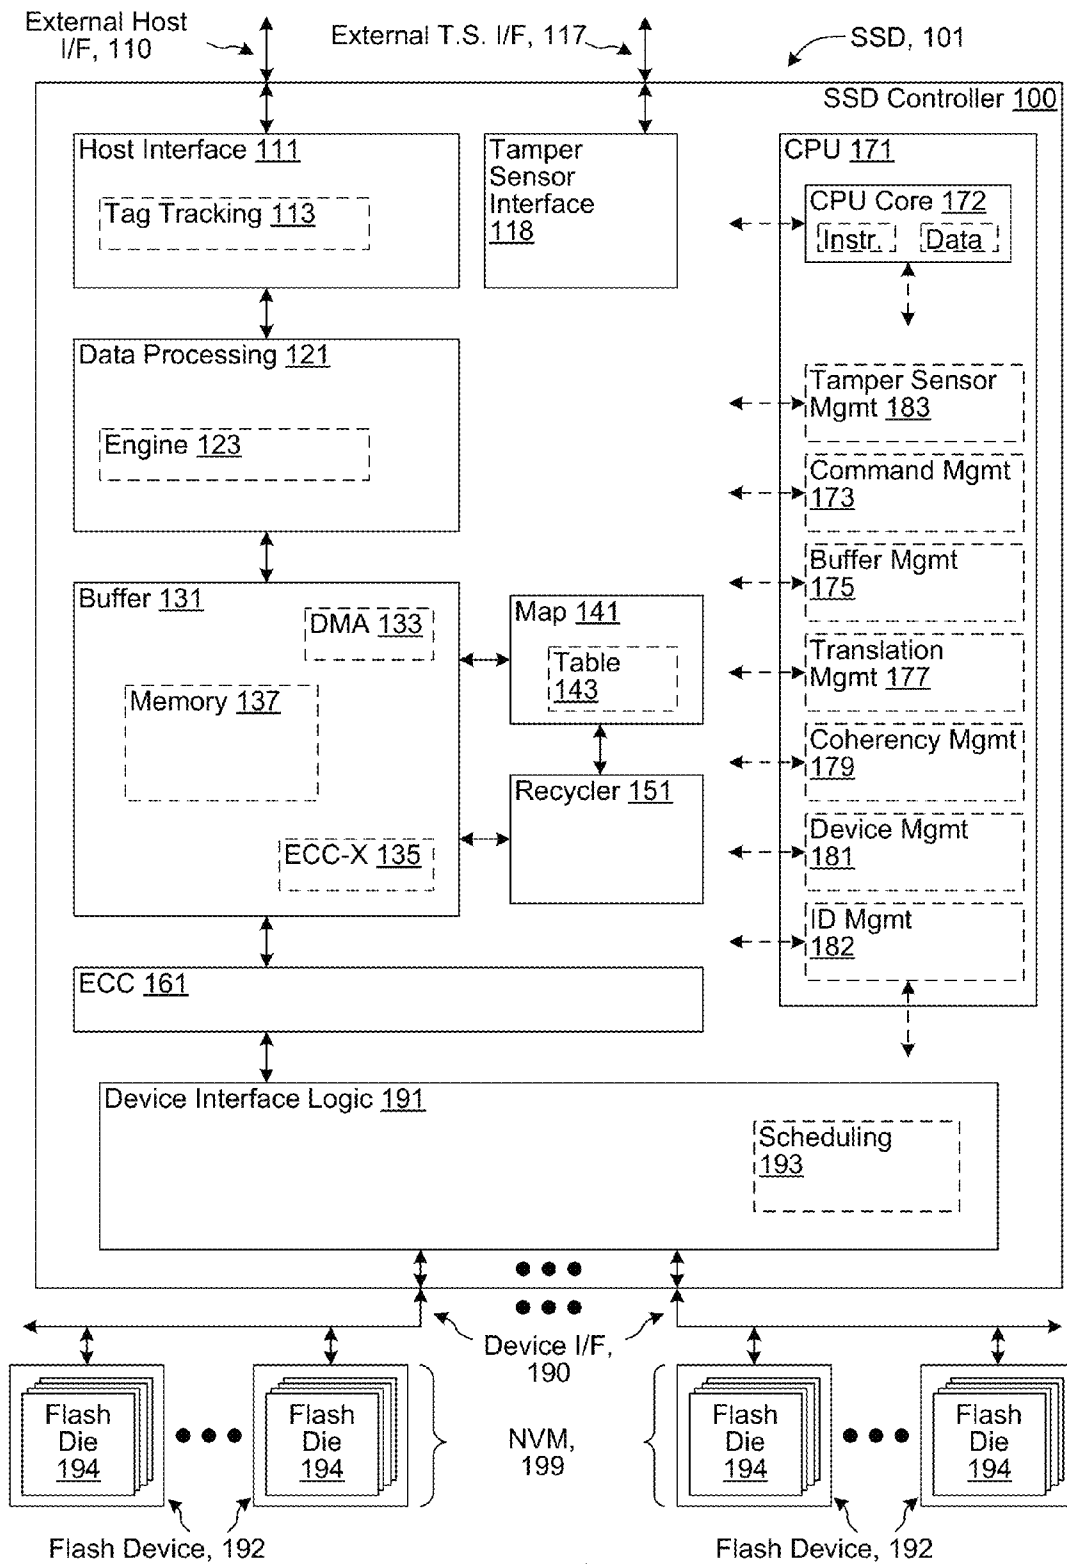 External Host
I/F, 110
External T.S. I/F, 117
SSD, 101
SSD Controller 100
Host Interface 111
Tag Tracking 113
Tamper
Sensor
Interface
118
CPU 171
CPU Core 172
Instr.
Data
Data Processing 121
Engine 123
Tamper Sensor
Mgmt 183
Command Mgmt
173
Buffer Mgmt
175
Translation
Mgmt 177
Coherency Mgmt
179
Device Mgmt
181
ID Mgmt
182
Buffer 131
DMA 133
Memory 137
ECC-X 135
Map 141
Table
143
Recycler 151
ECC 161
Device Interface Logic 191
Scheduling
193
Device I/F,
190
Flash
Die
194
Flash
Die
194
NVM,
199
Flash
Die
194
Flash
Die
194
Flash Device, 192
Flash Device, 192